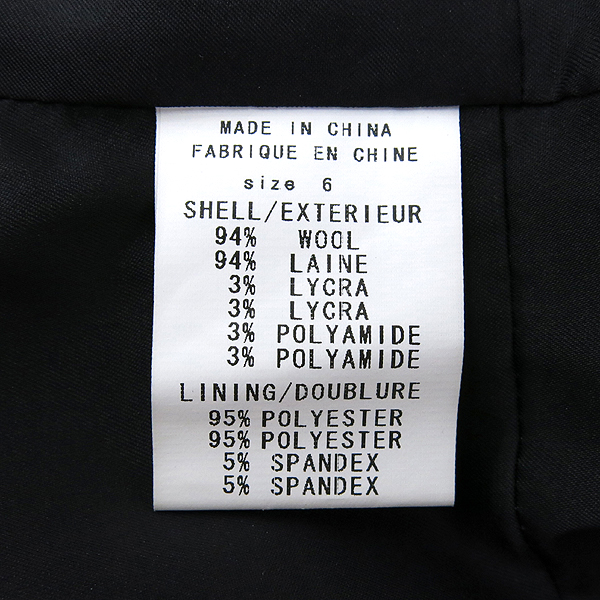 MADE IN CHINA
FABRIQUE EN CHINE
size 6
SHELL/EXTERIEUR
94% WOOL
94% LAINE
3% LYCRA
3% LYCRA
3% POLYAMIDE
3% POLYAMIDE
LINING/DOUBLURE
95% POLYESTER
95% POLYESTER
5% SPANDEX
5% SPANDEX